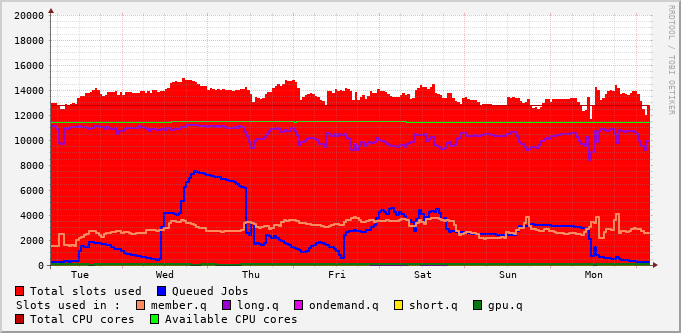 20000
18000
16000
14000
12000
10000
8000
6000
4000
2000
0
Tue Wed Thu Fri Sat Sun Mon
RRDTOOL / TOBI OETIKER
Total slots used Queued Jobs
Slots used in : member.q long.q ondemand.q short.q gpu.q
Total CPU cores Available CPU cores